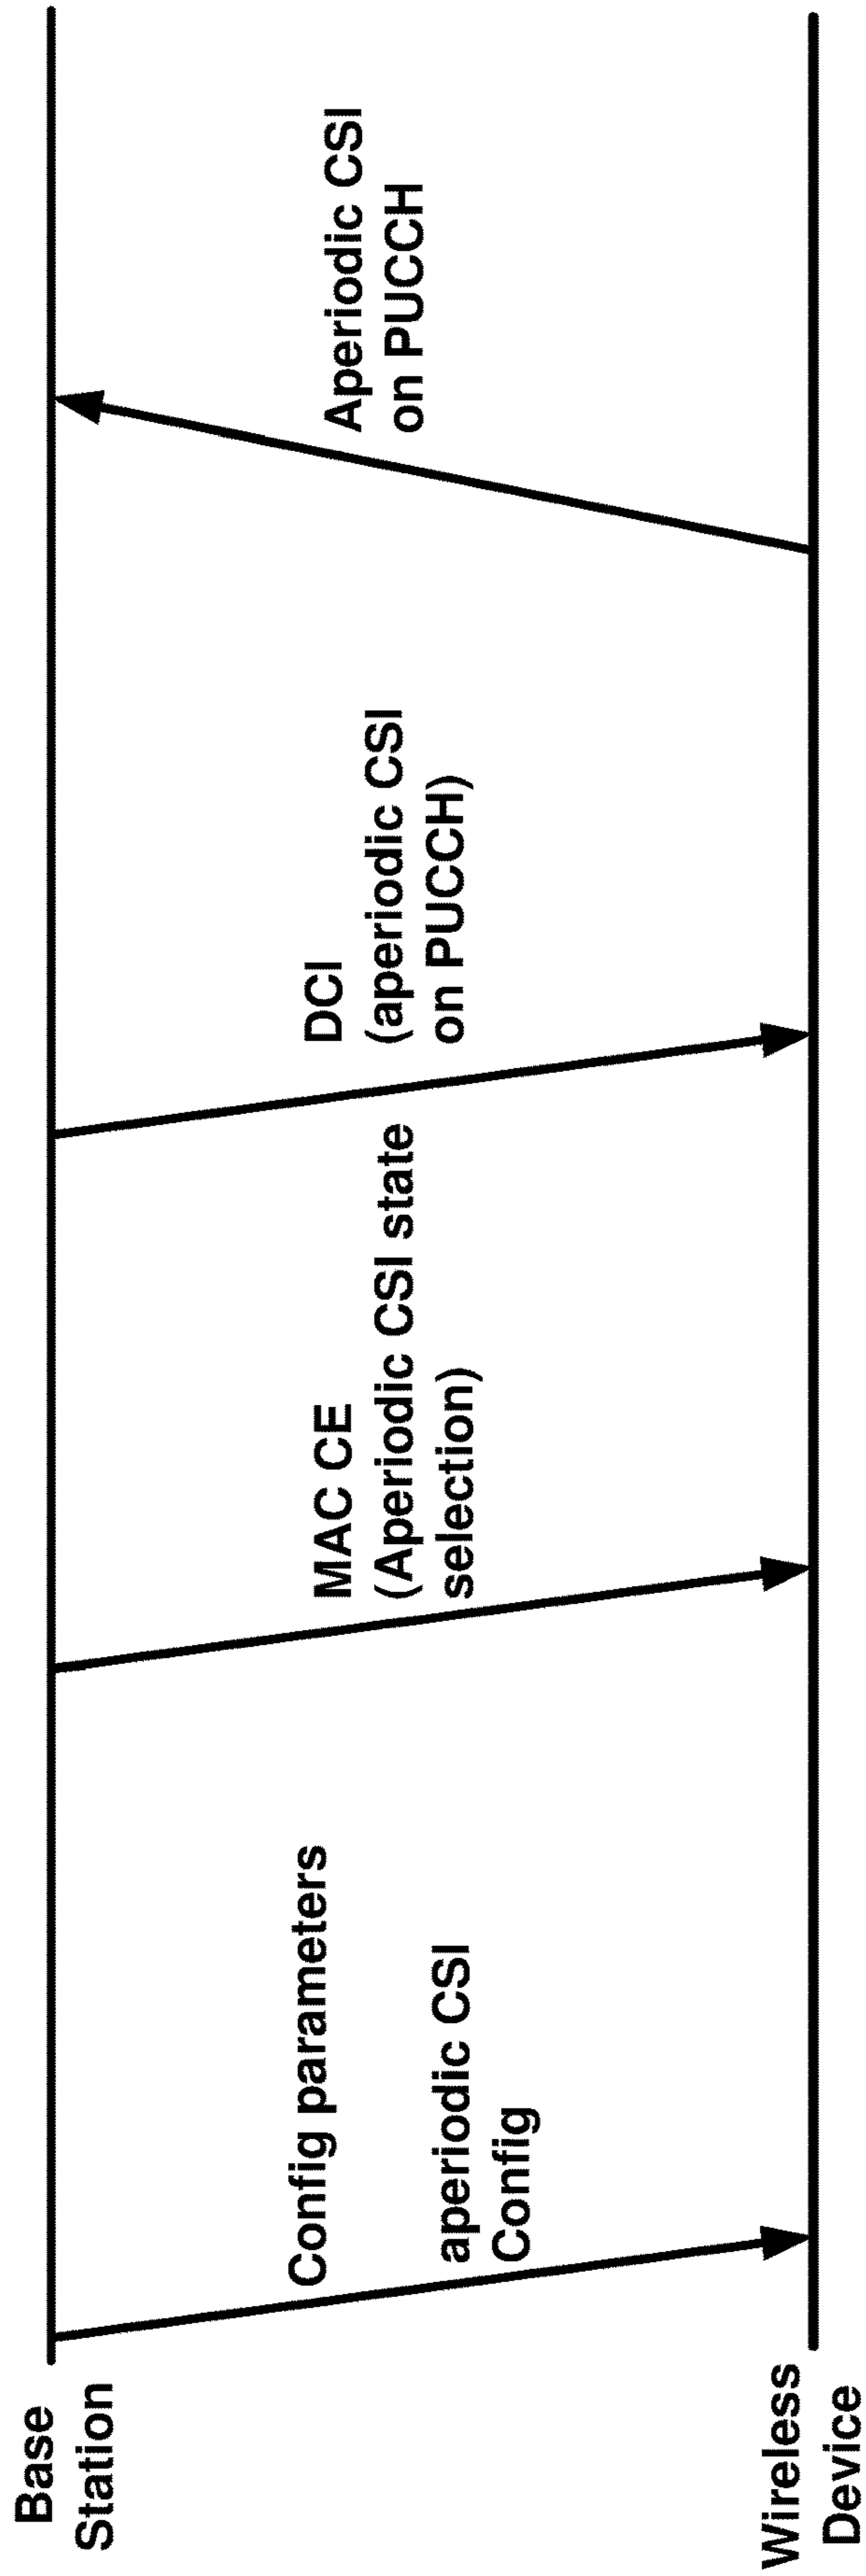 Base
Station
Config parameters
aperiodic CSI
Config
MAC CE
(Aperiodic CSI state
selection)
DCI
(aperiodic CSI
on PUCCH)
Aperiodic CSI
on PUCCH
Wireless
Device